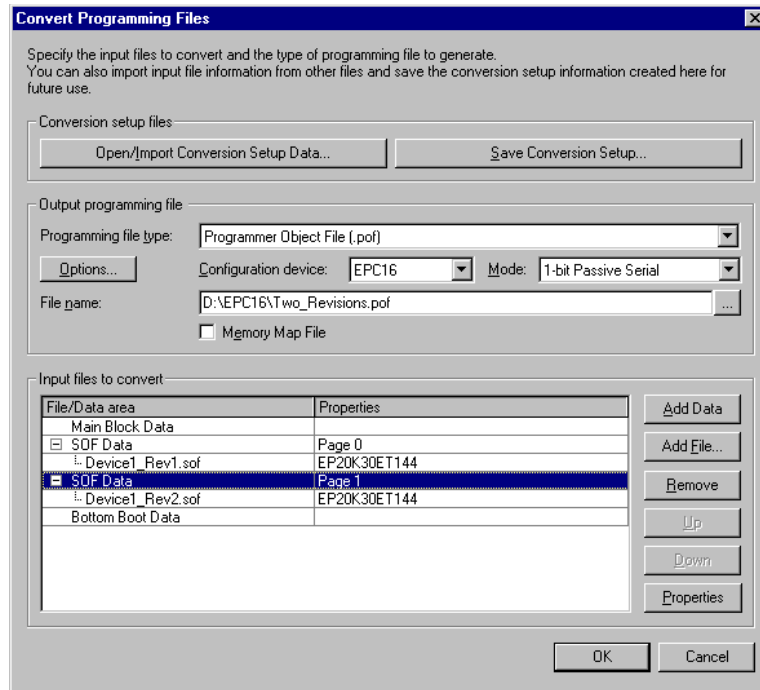 Convert Programming Files
Specify the input files to convert and the type of programming file to generate.
You can also import input file information from other files and save the conversion setup information created here for
future use.
Conversion setup files
Open/Import Conversion Setup Data...
Save Conversion Setup...
Output programming file
Programming file type:
Programmer Object File (.pof)
Options...
Configuration device:
EPC16
Mode:
1-bit Passive Serial
File name:
D:\EPC16\Two_Revisions.pof
...
Memory Map File
Input files to convert
File/Data area
Properties
Add Data
Main Block Data
SOF Data
Page 0
Add File...
Device1_Rev1.sof
EP20K30ET144
SOF Data
Page 1
Remove
Device1_Rev2.sof
EP20K30ET144
Bottom Boot Data
Up
Down
Properties
OK
Cancel